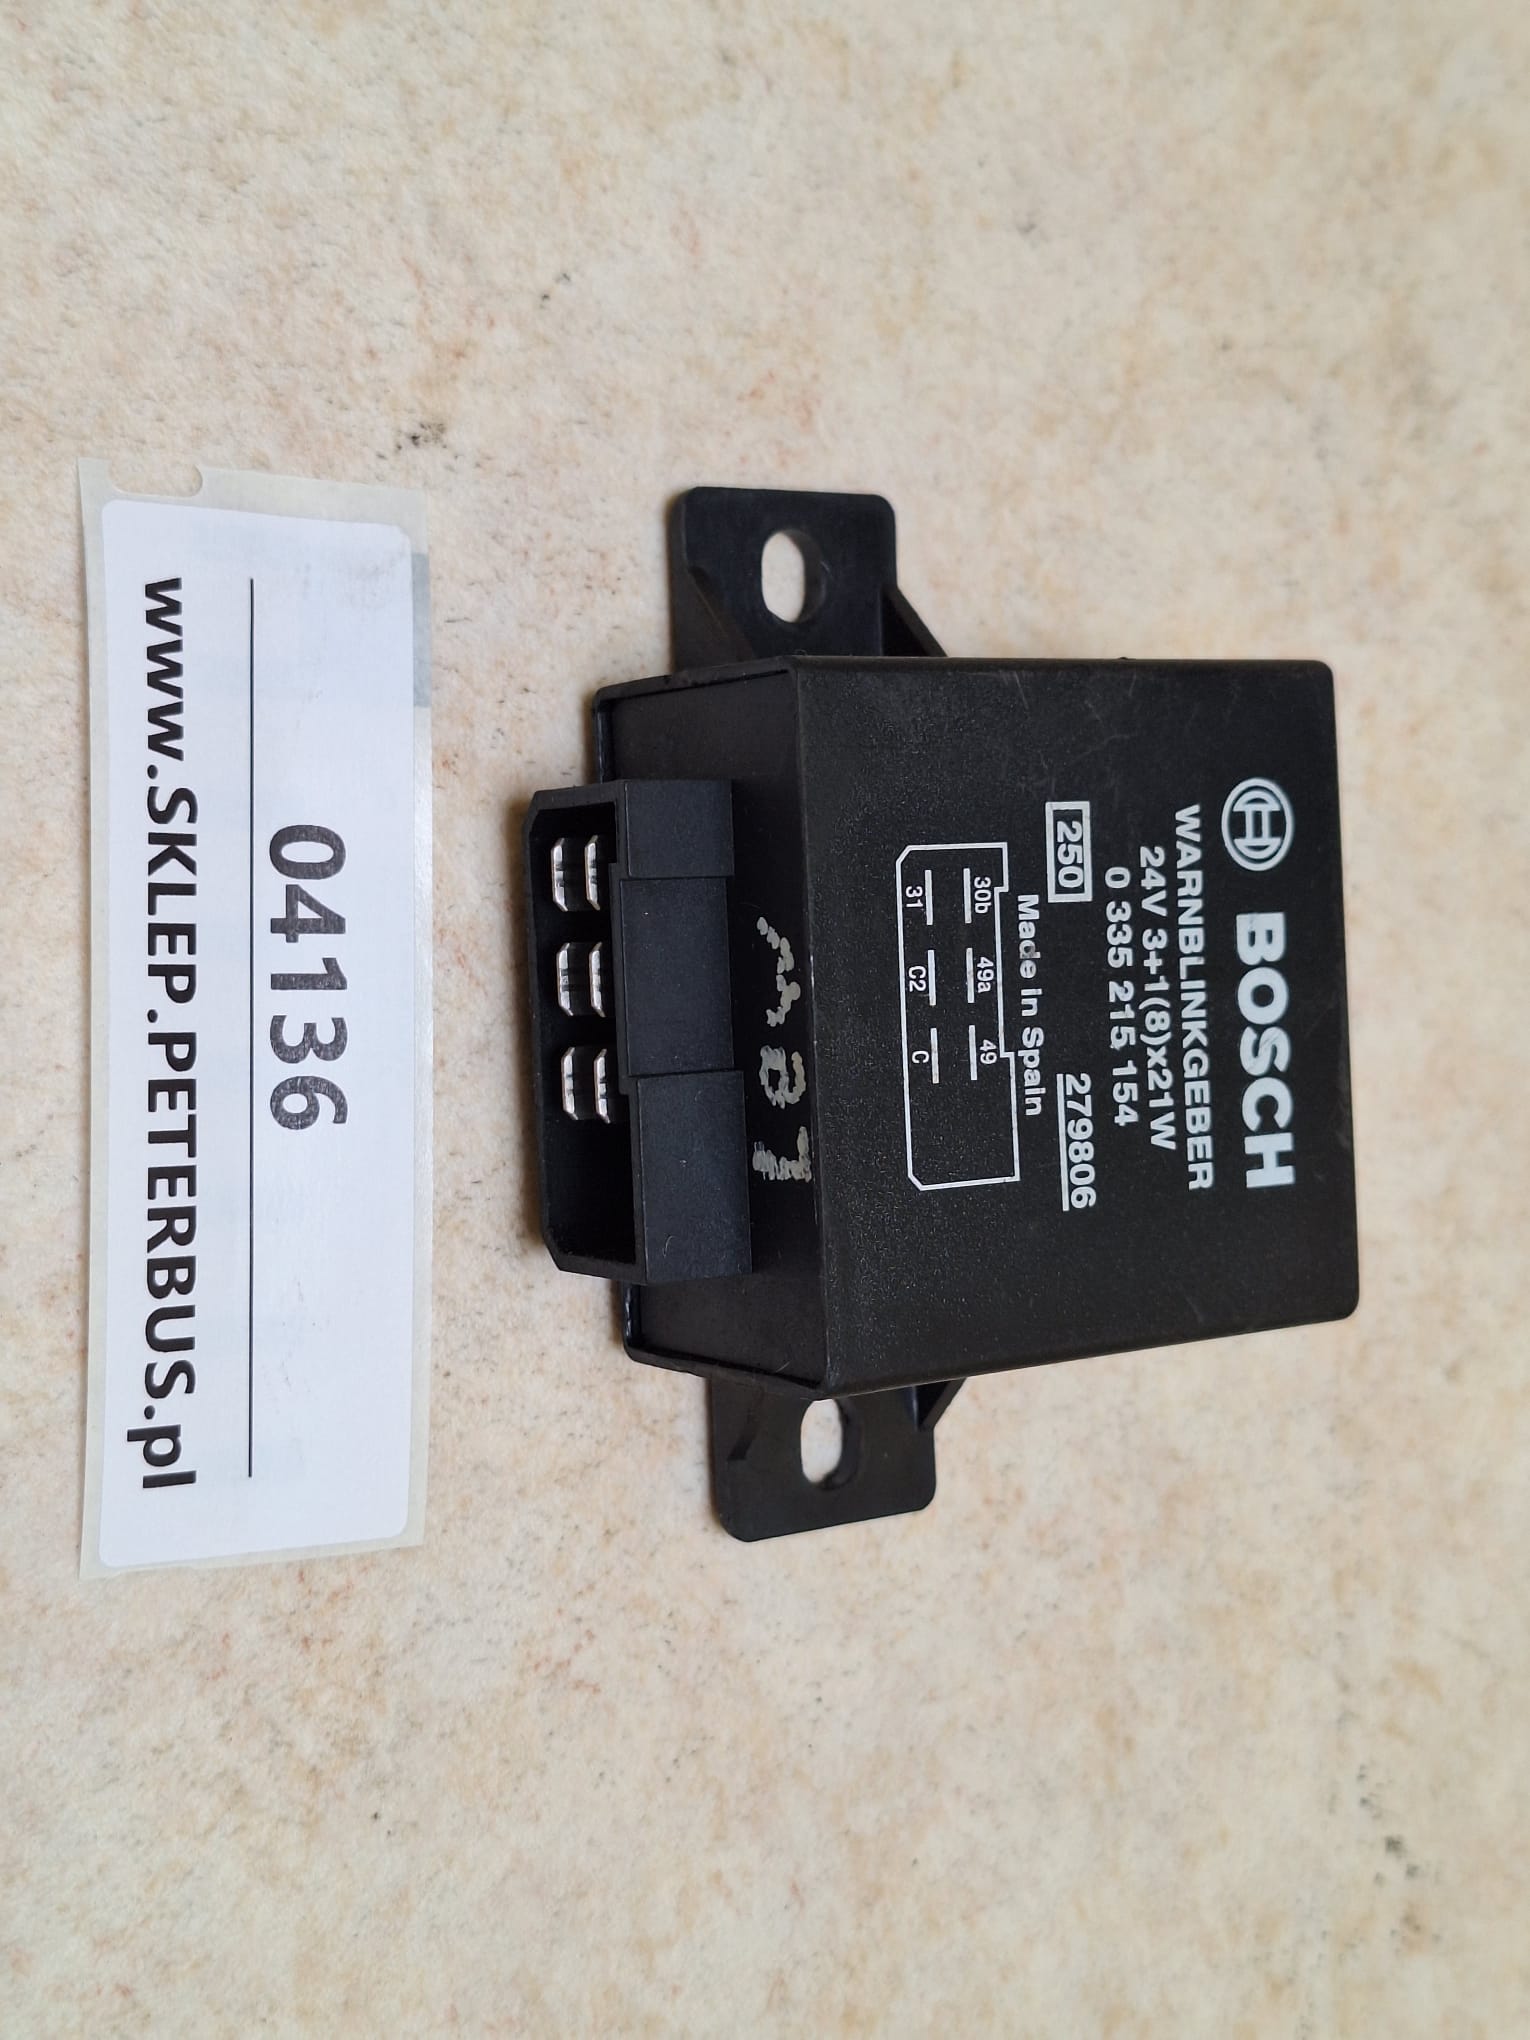 BOSCH
WARNBLINKGEBER
24V 3+1(8)x21W
0 335 215 154
250 279806
Made in Spain
30b 49a 49
31 C2 C
04136
www.SKLEP.PETERBUS.pl